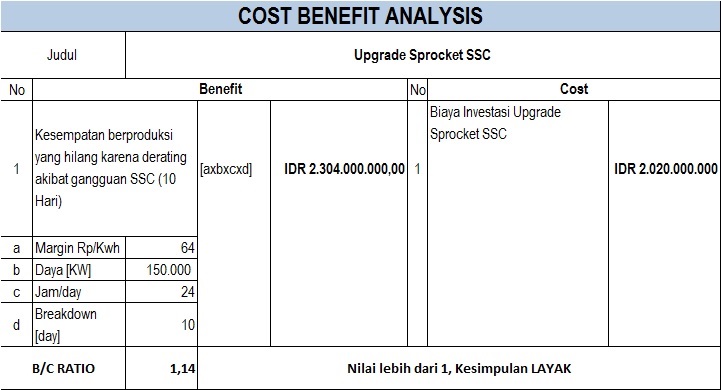 COST BENEFIT ANALYSIS
Judul Upgrade Sprocket SSC
No Benefit No Cost
1 Kesempatan berproduksi yang hilang karena derating akibat gangguan SSC (10 Hari) [axbxcxd] IDR 2.304.000.000,00 1 Biaya Investasi Upgrade Sprocket SSC IDR 2.020.000.000
a Margin Rp/Kwh 64
b Daya [KW] 150.000
c Jam/day 24
d Breakdown [day] 10
B/C RATIO 1,14 Nilai lebih dari 1, Kesimpulan LAYAK